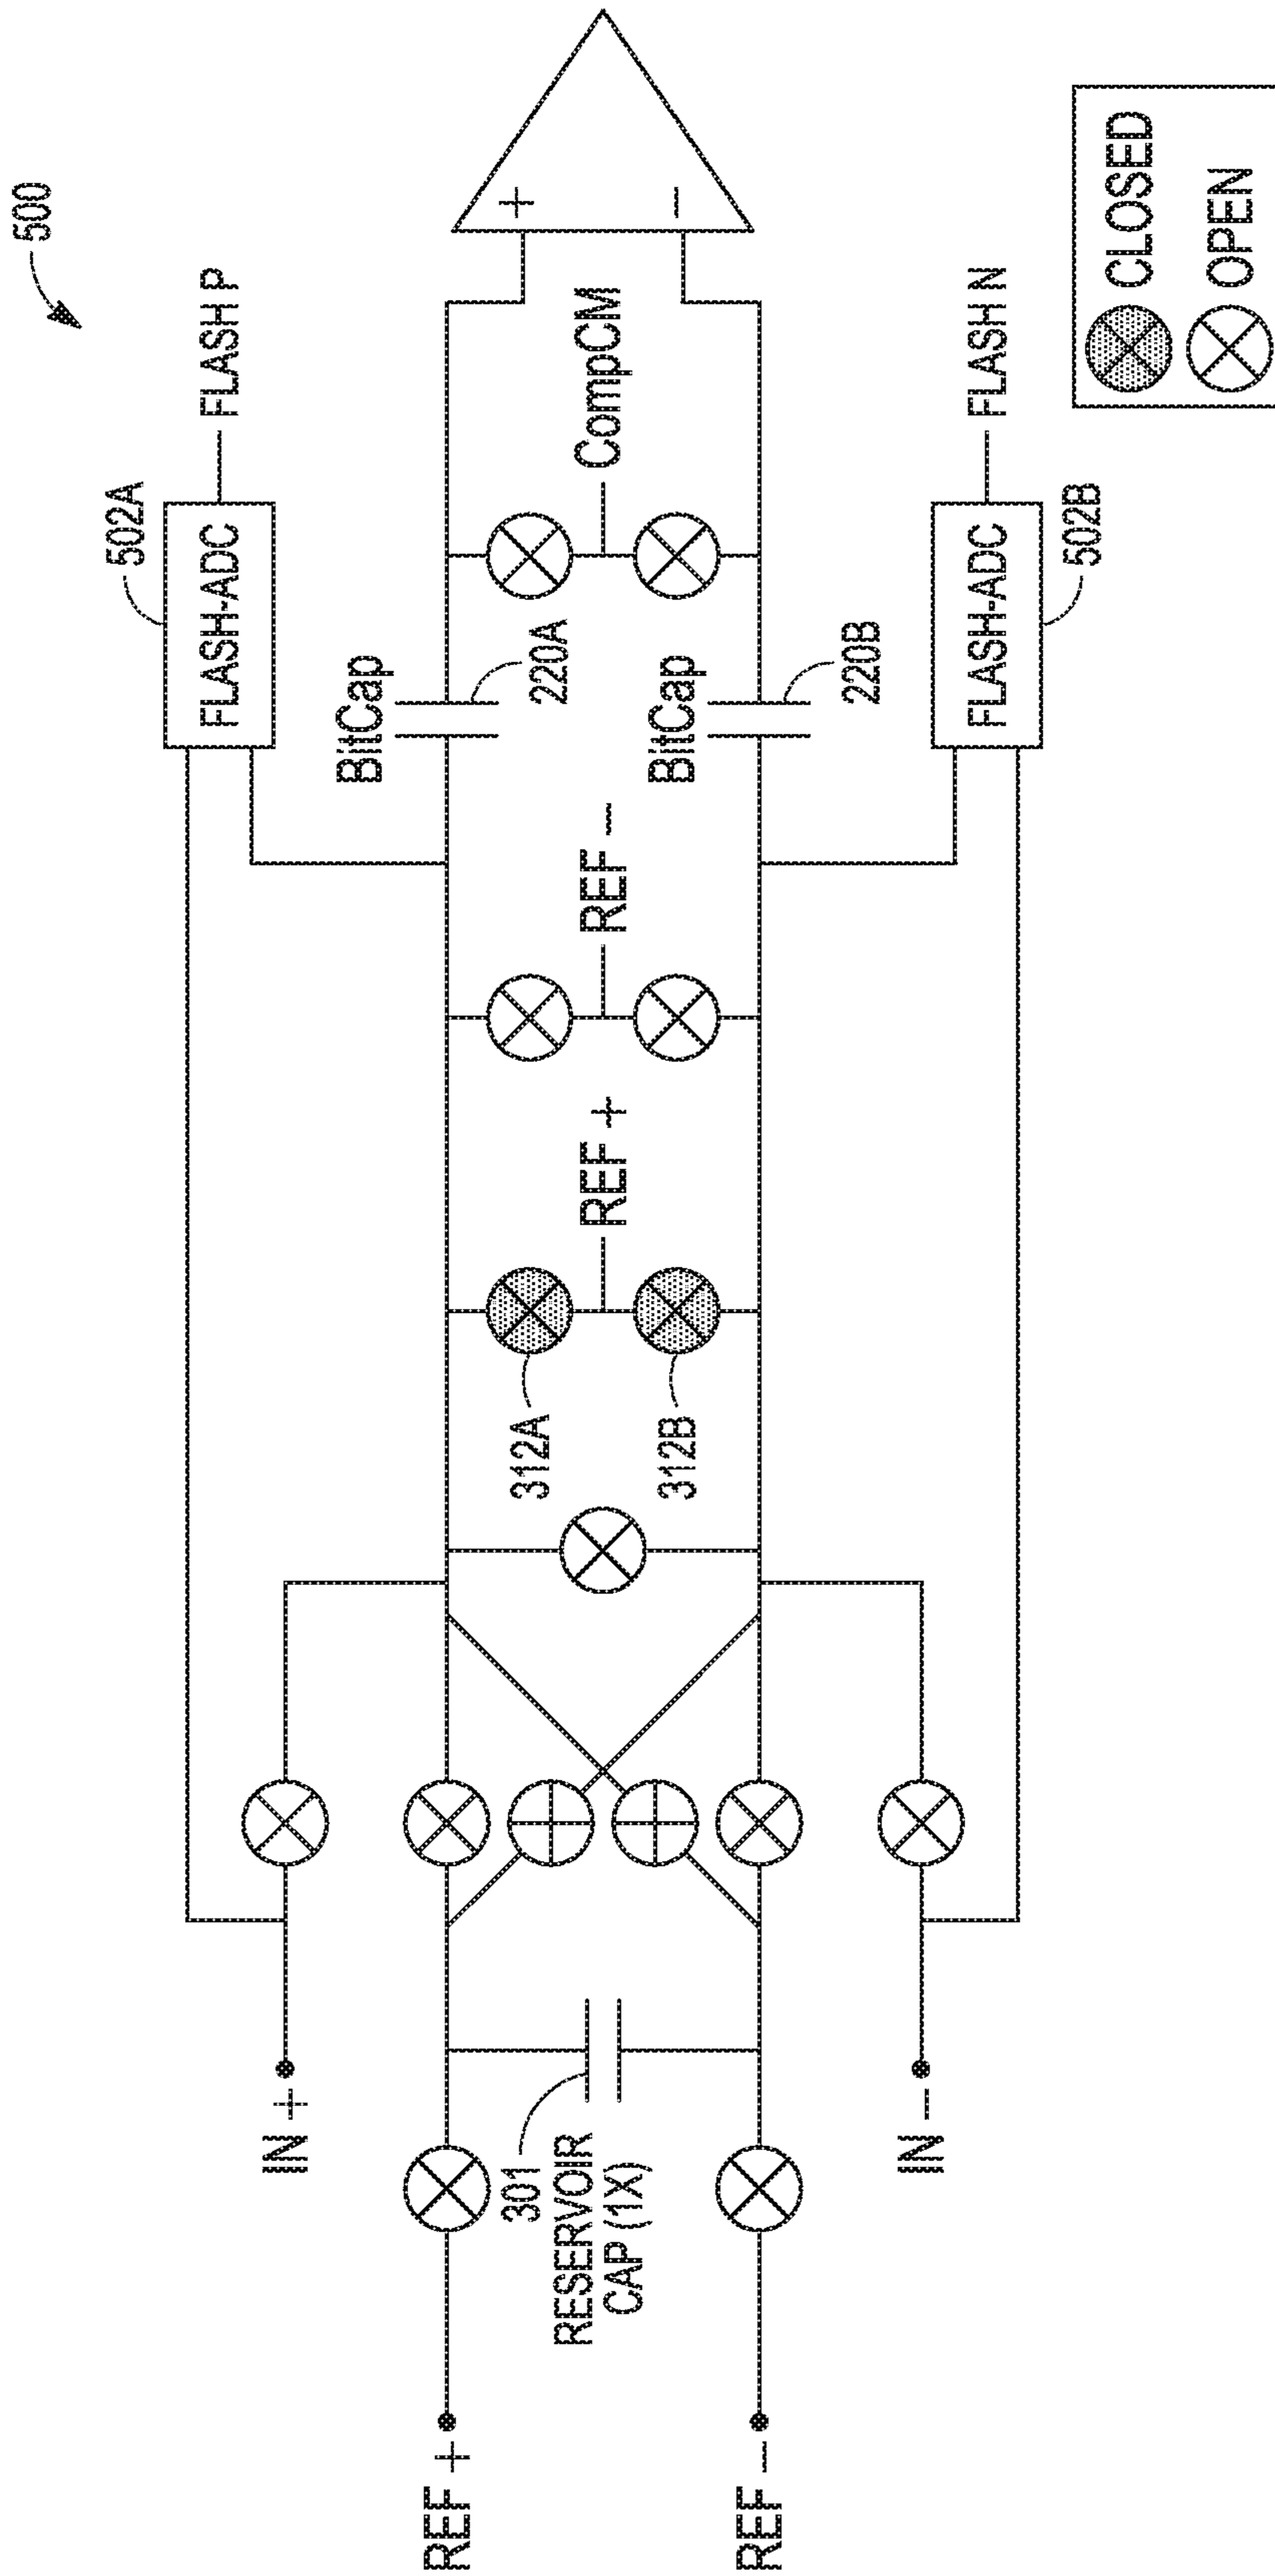 500
502A
FLASH-ADC
FLASH P
IN +
BitCap
220A
REF +
301
RESERVOIR
CAP (1X)
312A
312B
REF +
REF −
CompCM
+
−
REF −
BitCap
220B
IN −
FLASH-ADC
FLASH N
502B
CLOSED
OPEN